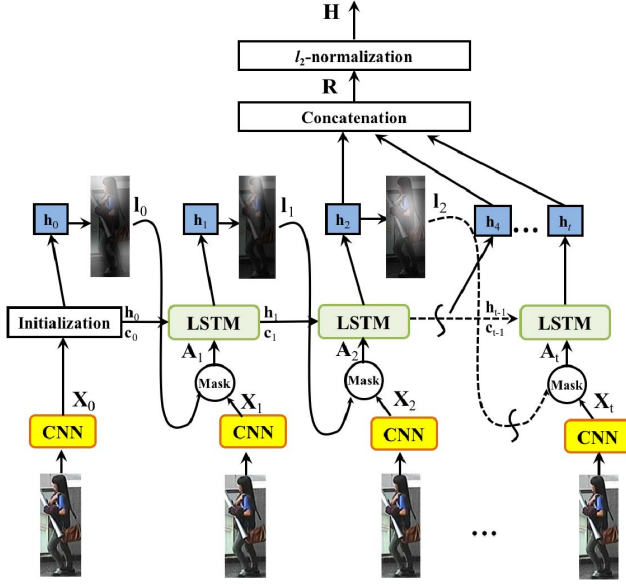 H
l₂-normalization
R
Concatenation
h₀ l₀ h₁ l₁ h₂ l₂ h₄ ... hₜ
Initialization h₀ c₀ LSTM h₁ c₁ LSTM hₜ₋₁ cₜ₋₁ LSTM
A₁ A₂ Aₜ
Mask Mask Mask
X₀ X₁ X₂ Xₜ
CNN CNN CNN CNN
...